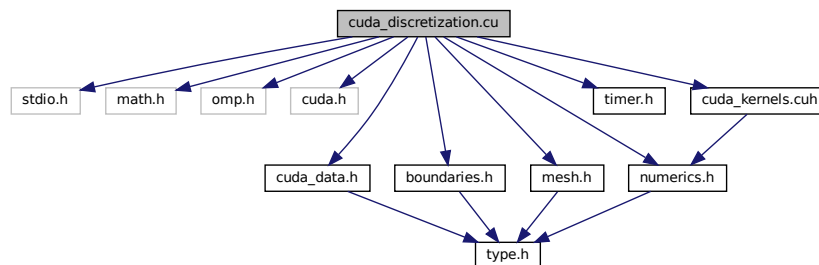 cuda_discretization.cu
stdio.h
math.h
omp.h
cuda.h
timer.h
cuda_kernels.cuh
cuda_data.h
boundaries.h
mesh.h
numerics.h
type.h